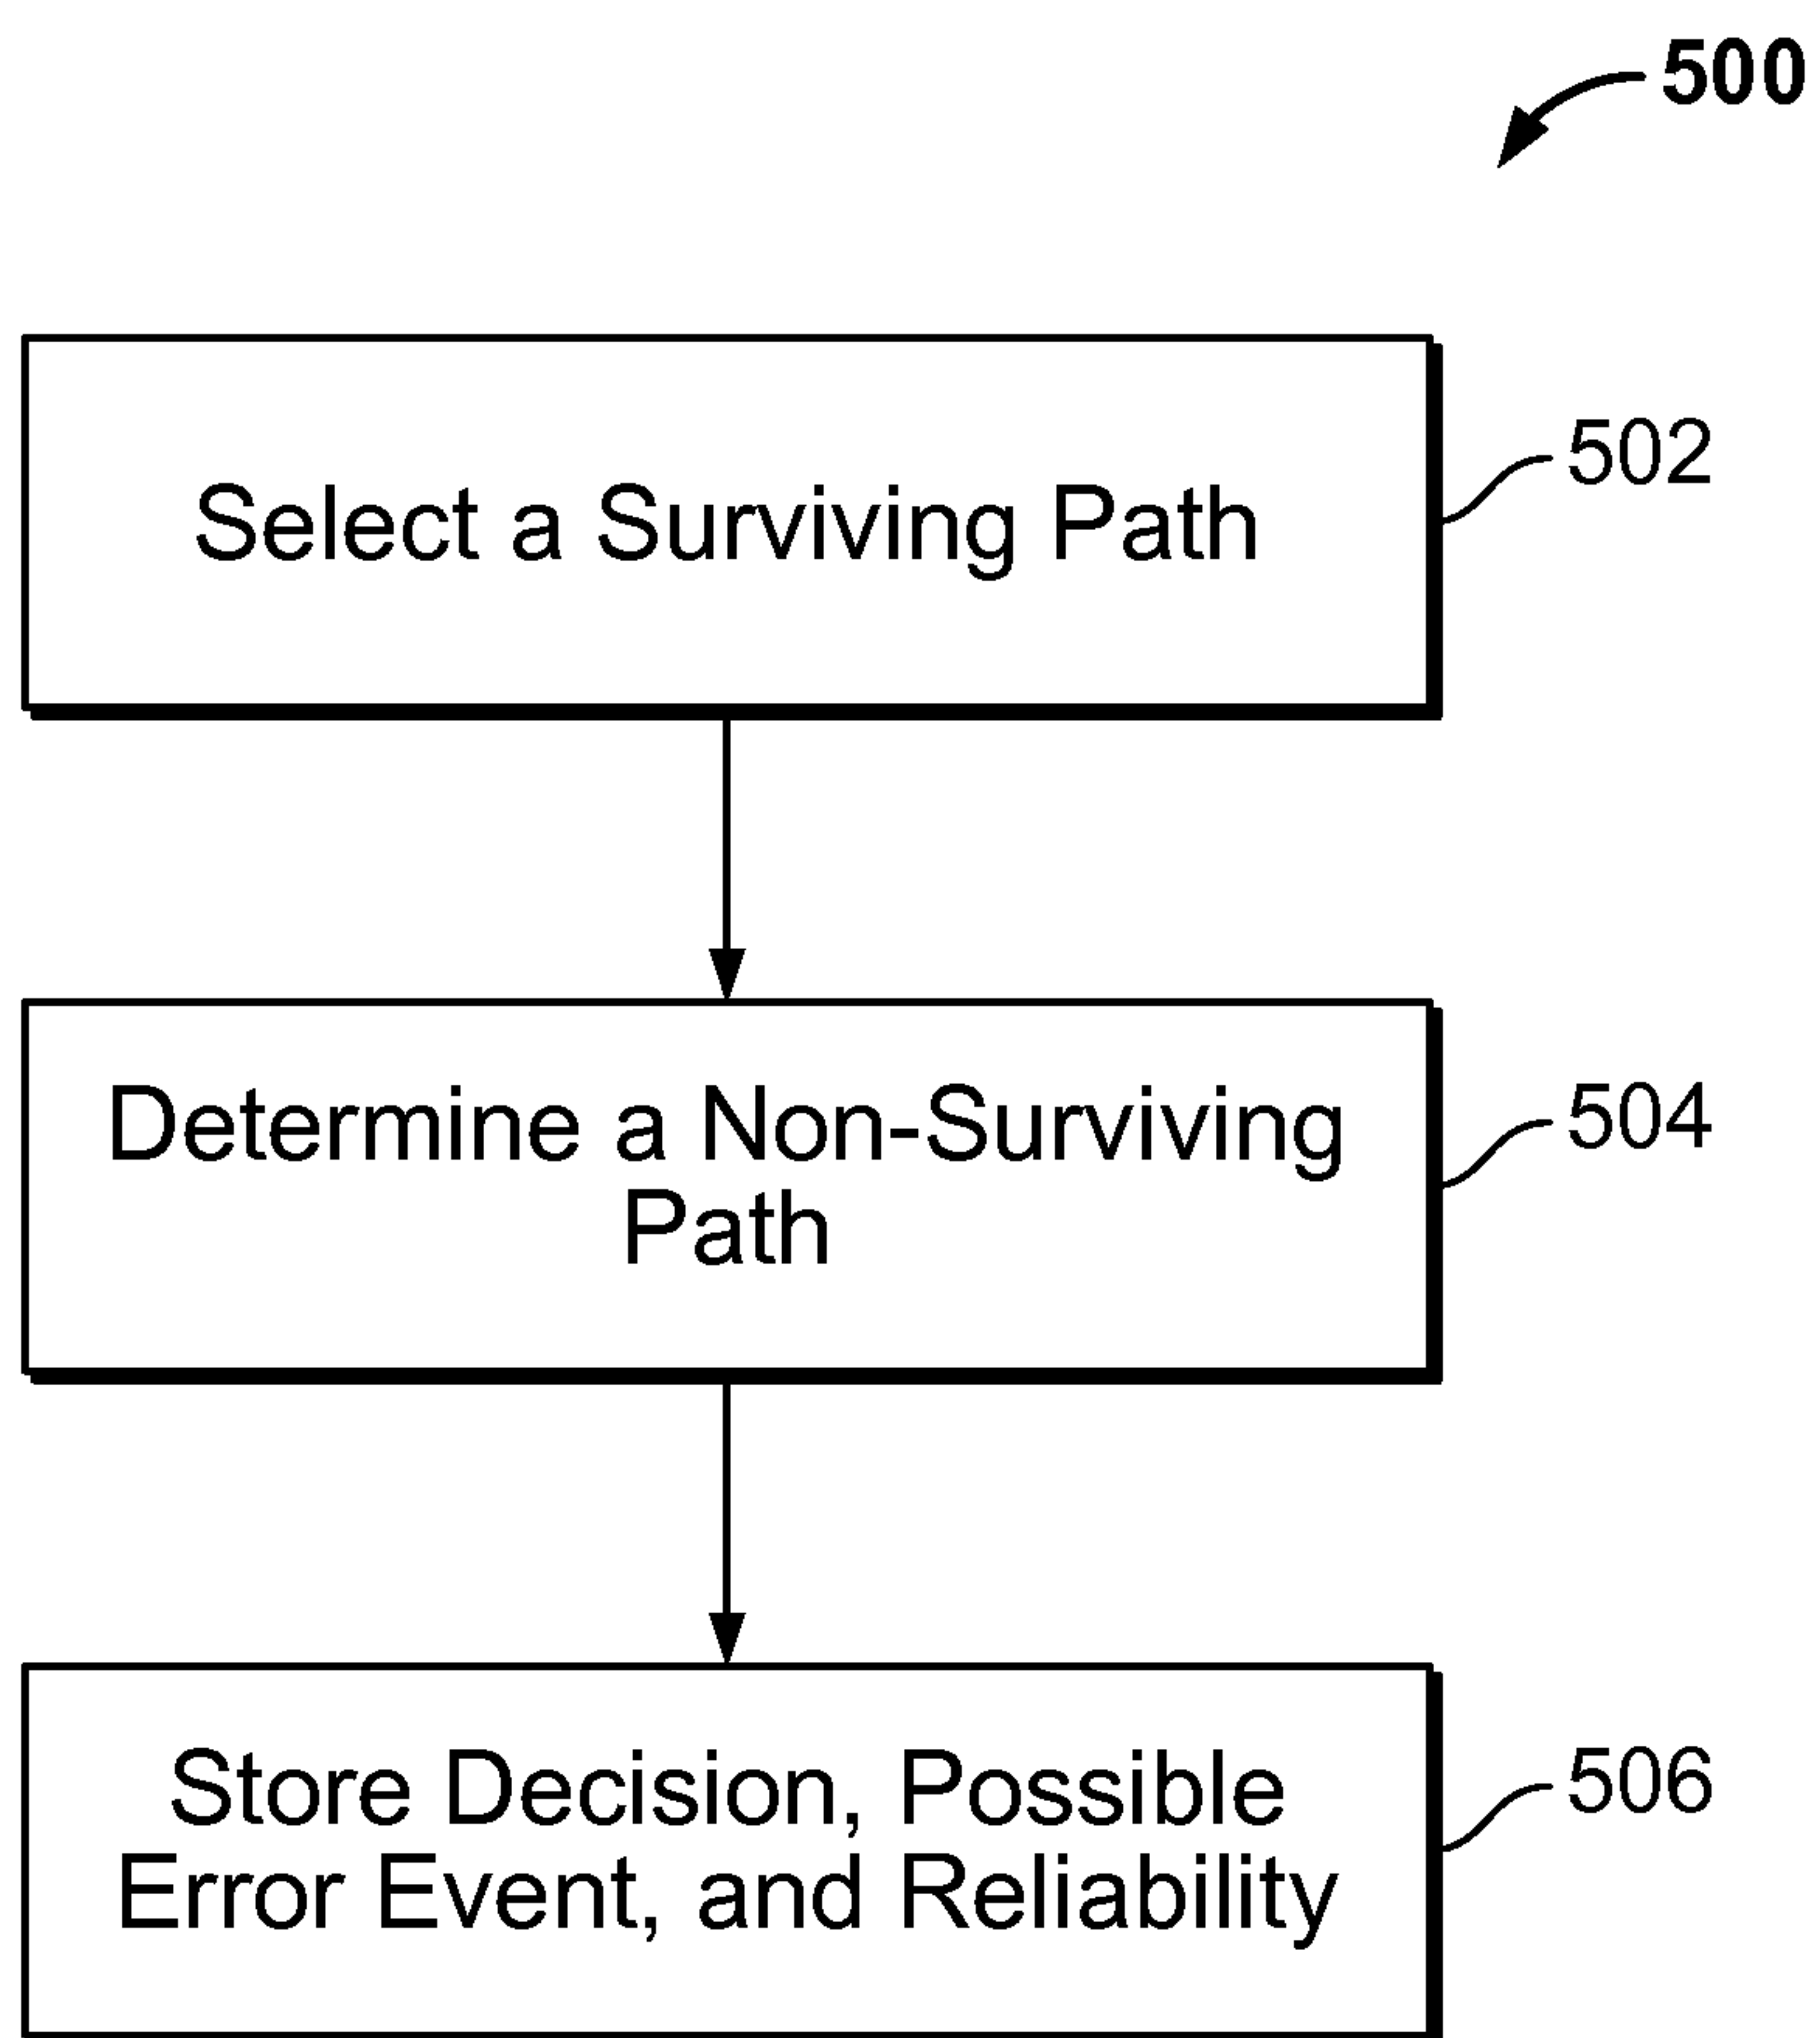 500
Select a Surviving Path
502
Determine a Non-Surviving
Path
504
Store Decision, Possible
Error Event, and Reliability
506